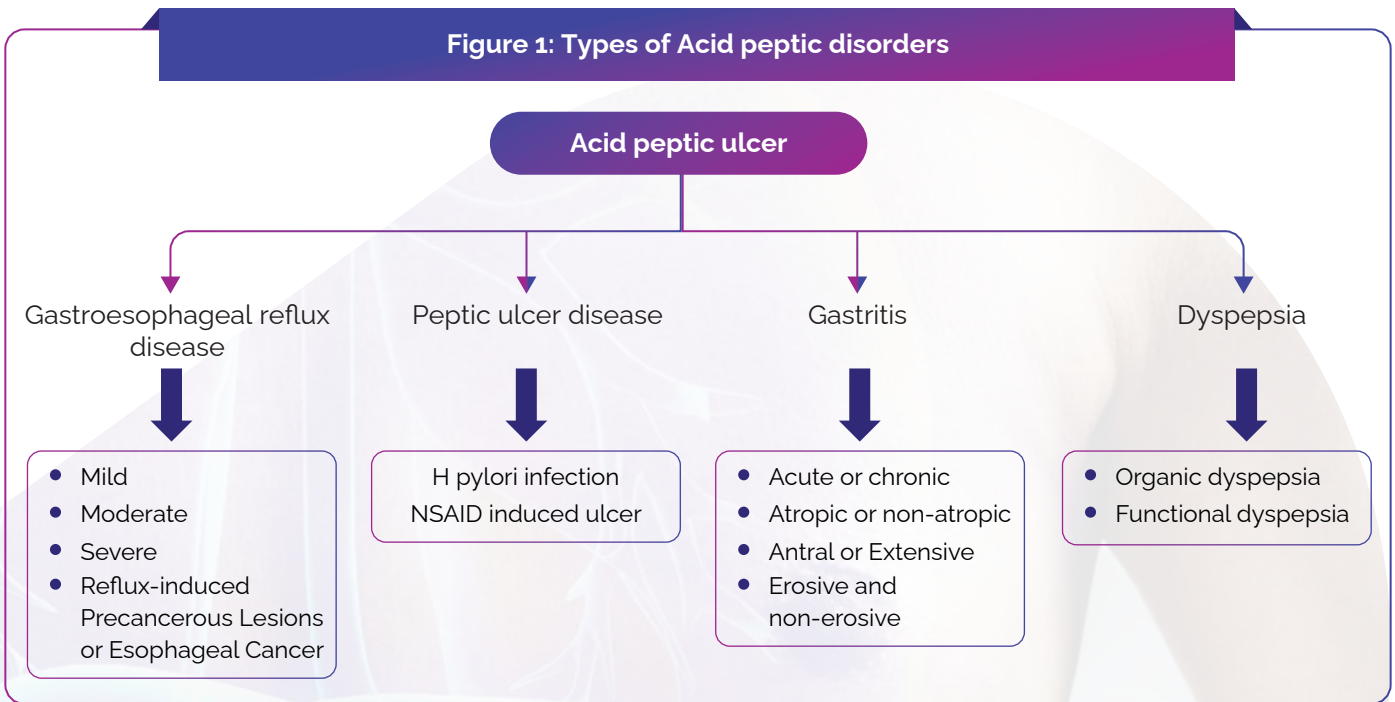 Figure 1: Types of Acid peptic disorders
Acid peptic ulcer
Gastroesophageal reflux
disease
Peptic ulcer disease
Gastritis
Dyspepsia
Mild
Moderate
Severe
Reflux-induced
Precancerous Lesions
or Esophageal Cancer
H pylori infection
NSAID induced ulcer
Acute or chronic
Atropic or non-atropic
Antral or Extensive
Erosive and
non-erosive
Organic dyspepsia
Functional dyspepsia